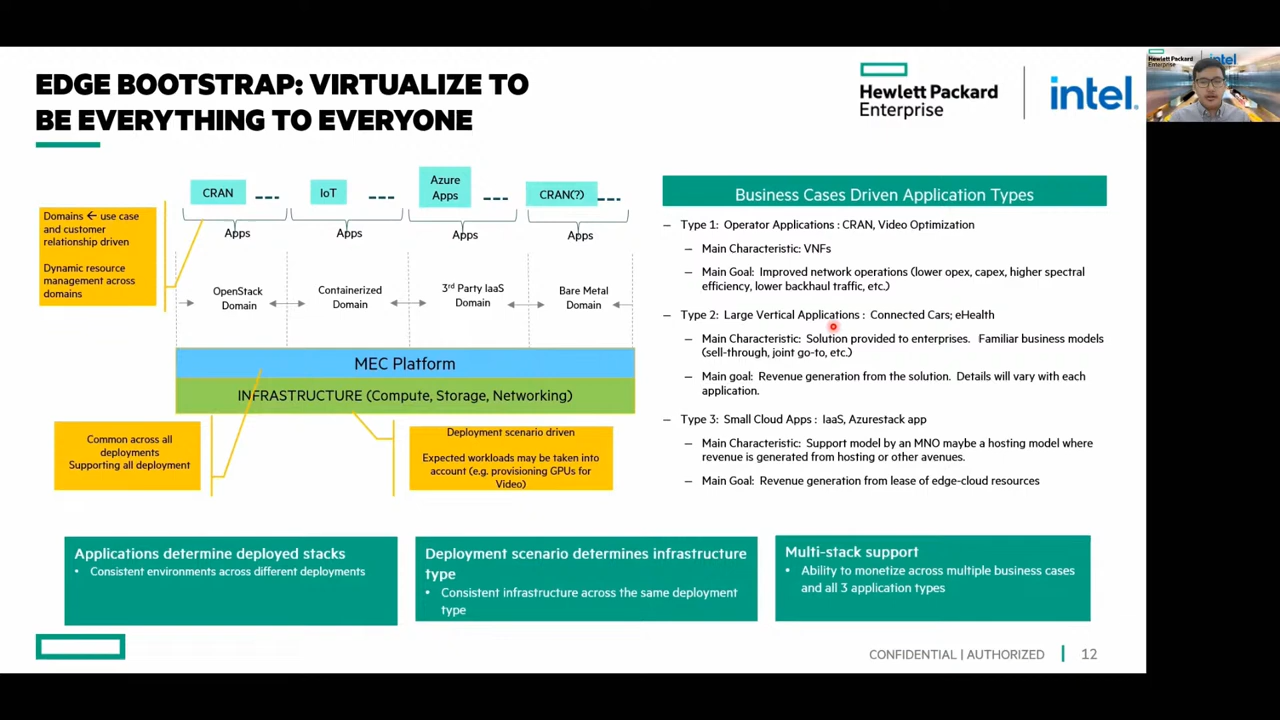 EDGE BOOTSTRAP: VIRTUALIZE TO
BE EVERYTHING TO EVERYONE
Hewlett Packard
Enterprise
intel.
Hewlett Packard
Enterprise
intel
CRAN
IoT
Azure
Apps
CRAN(?)
Apps
Apps
Apps
Apps
Domains ← use case
and customer
relationship driven
Dynamic resource
management across
domains
OpenStack
Domain
Containerized
Domain
3rd Party IaaS
Domain
Bare Metal
Domain
MEC Platform
INFRASTRUCTURE (Compute, Storage, Networking)
Common across all
deployments
Supporting all deployment
Deployment scenario driven
Expected workloads may be taken into
account (e.g. provisioning GPUs for
Video)
Business Cases Driven Application Types
– Type 1: Operator Applications : CRAN, Video Optimization
– Main Characteristic: VNFs
– Main Goal: Improved network operations (lower opex, capex, higher spectral
efficiency, lower backhaul traffic, etc.)
– Type 2: Large Vertical Applications : Connected Cars; eHealth
– Main Characteristic: Solution provided to enterprises. Familiar business models
(sell-through, joint go-to, etc.)
– Main goal: Revenue generation from the solution. Details will vary with each
application.
– Type 3: Small Cloud Apps : IaaS, Azurestack app
– Main Characteristic: Support model by an MNO maybe a hosting model where
revenue is generated from hosting or other avenues.
– Main Goal: Revenue generation from lease of edge-cloud resources
Applications determine deployed stacks
• Consistent environments across different deployments
Deployment scenario determines infrastructure
type
• Consistent infrastructure across the same deployment
type
Multi-stack support
• Ability to monetize across multiple business cases
and all 3 application types
CONFIDENTIAL | AUTHORIZED
12